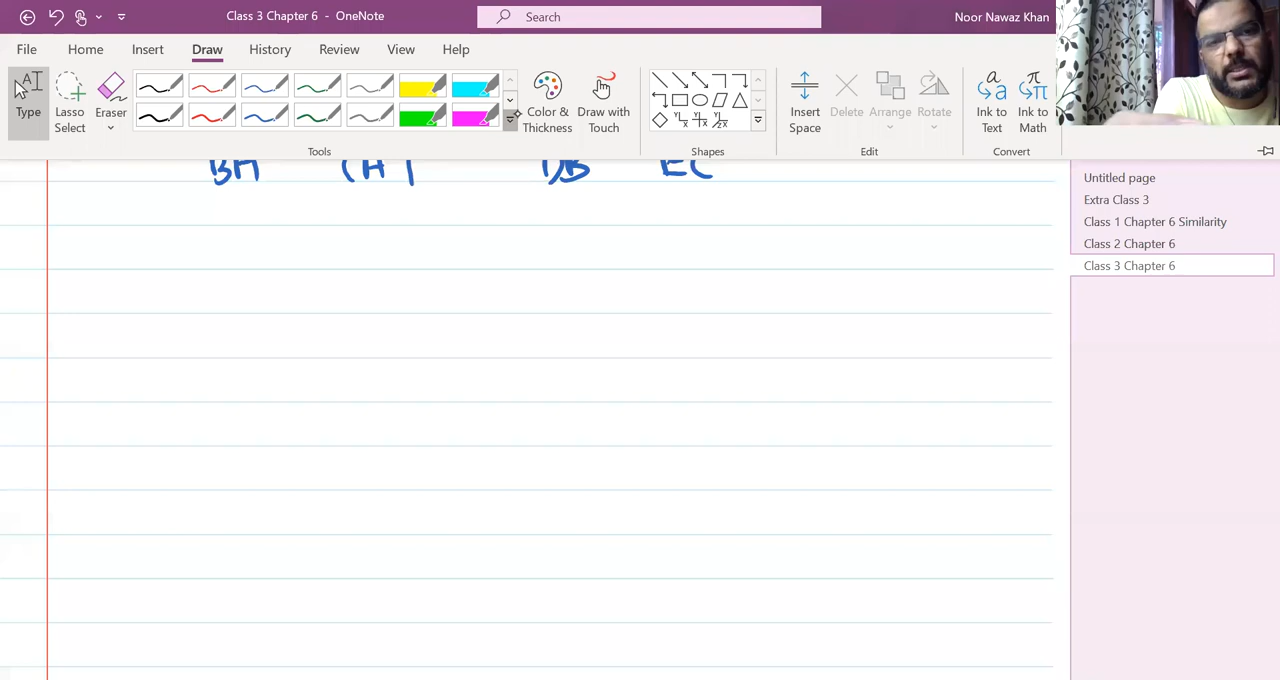 Class 3 Chapter 6 - OneNote
Search
Noor Nawaz Khan
File Home Insert Draw History Review View Help
Type
Lasso Select
Eraser
Color & Thickness
Draw with Touch
Insert Space
Delete
Arrange
Rotate
Ink to Text
Ink to Math
Tools
Shapes
Edit
Convert
DB EC
Untitled page
Extra Class 3
Class 1 Chapter 6 Similarity
Class 2 Chapter 6
Class 3 Chapter 6